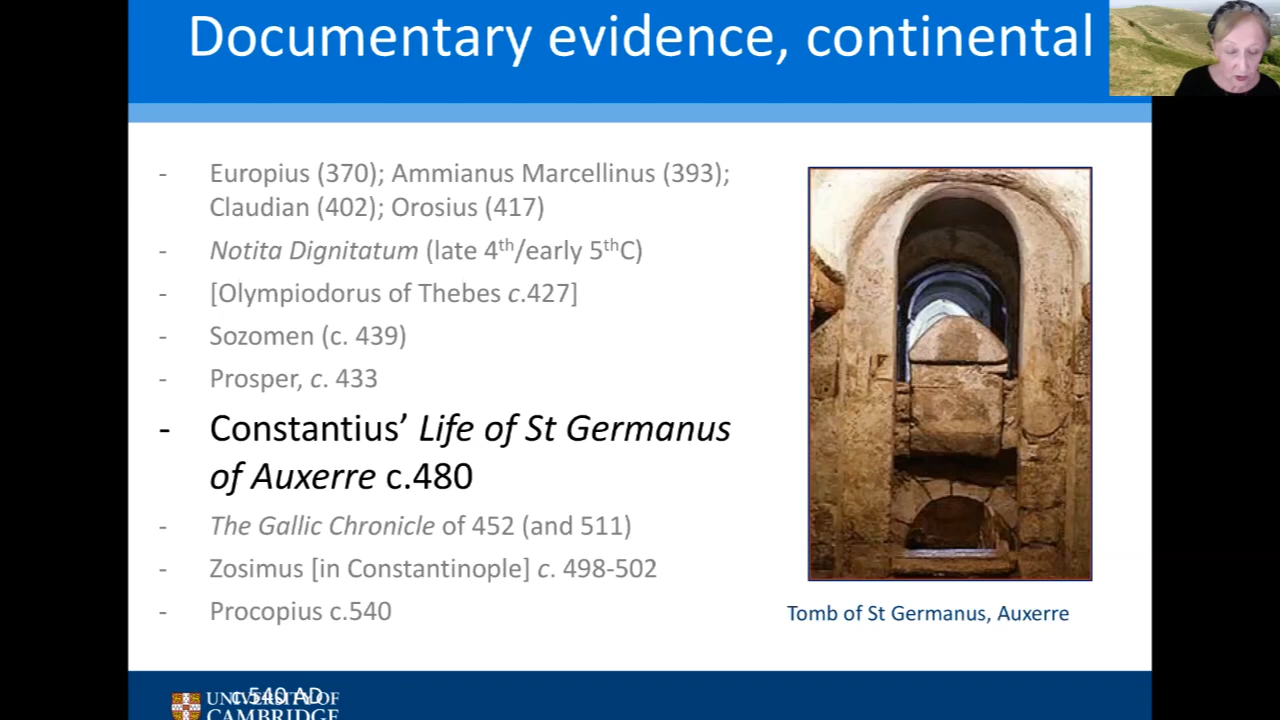 Documentary evidence, continental
- Europius (370); Ammianus Marcellinus (393);
Claudian (402); Orosius (417)
- Notita Dignitatum (late 4th/early 5thC)
- [Olympiodorus of Thebes c.427]
- Sozomen (c. 439)
- Prosper, c. 433
- Constantius’ Life of St Germanus
of Auxerre c.480
- The Gallic Chronicle of 452 (and 511)
- Zosimus [in Constantinople] c. 498-502
- Procopius c.540
Tomb of St Germanus, Auxerre
c.540 AD
UNIVERSITY OF
CAMBRIDGE